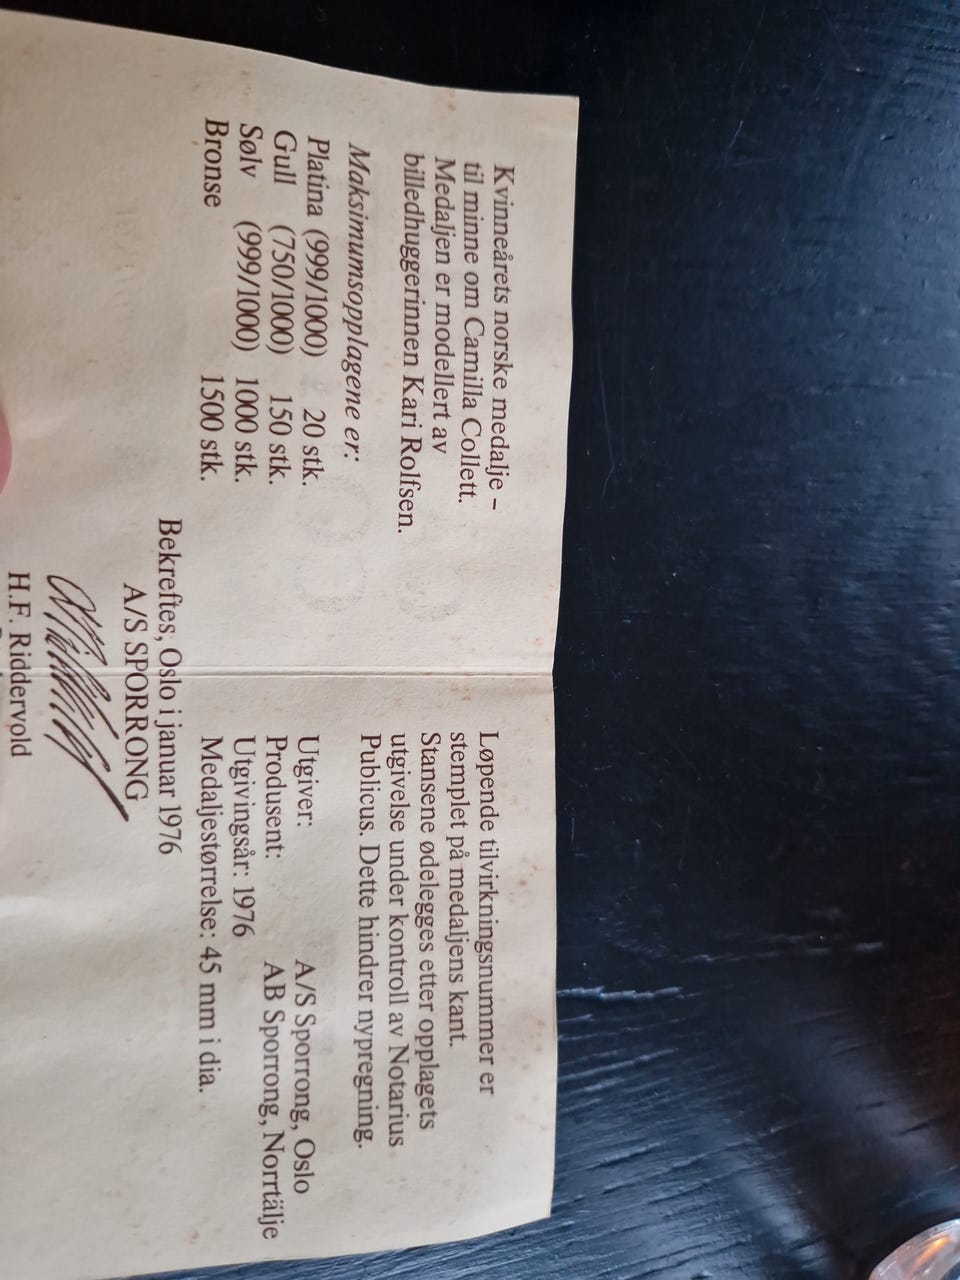 Kvinneårets norske medalje –
til minne om Camilla Collett.
Medaljen er modellert av
billedhuggerinnen Kari Rolfsen.
Maksimumsopplagene er:
Platina (999/1000) 20 stk.
Gull (750/1000) 150 stk.
Sølv (999/1000) 1000 stk.
Bronse 1500 stk.
Løpende tilvirkningsnummer er
stemplet på medaljens kant.
Stansene ødelegges etter opplagets
utgivelse under kontroll av Notarius
Publicus. Dette hindrer nypregning.
Utgiver: A/S Sporrong, Oslo
Produsent: AB Sporrong, Norrtälje
Utgivingsår: 1976
Medaljestørrelse: 45 mm i dia.
Bekreftes, Oslo i januar 1976
A/S SPORRONG
H.F. Riddervold